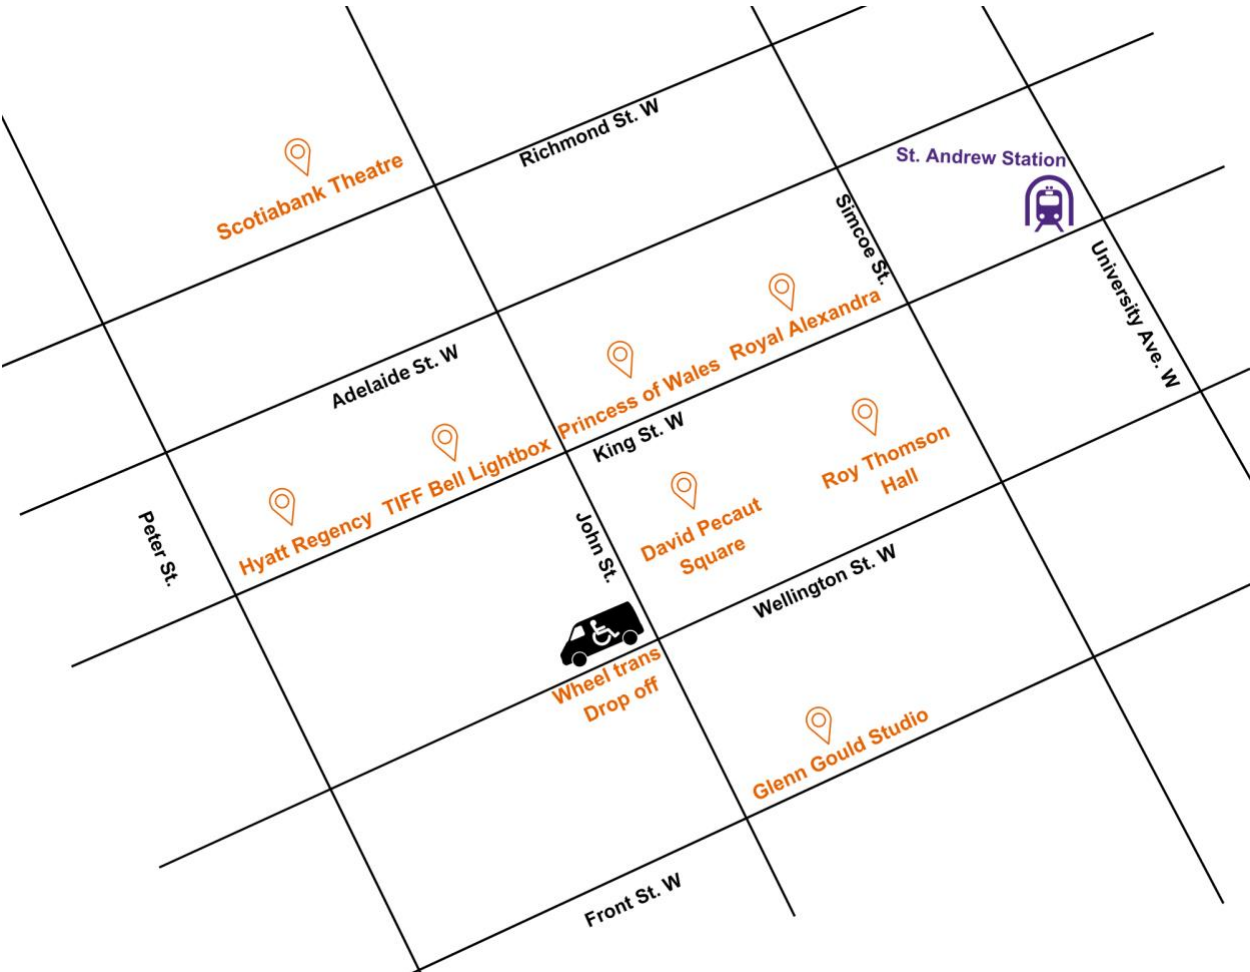 Richmond St. W
St. Andrew Station
Scotiabank Theatre
Simcoe St.
University Ave. W
Royal Alexandra
Adelaide St. W
Princess of Wales
King St. W
TIFF Bell Lightbox
Hyatt Regency
Roy Thomson
Hall
Peter St.
John St.
David Pecaut
Square
Wellington St. W
Wheel trans
Drop off
Glenn Gould Studio
Front St. W